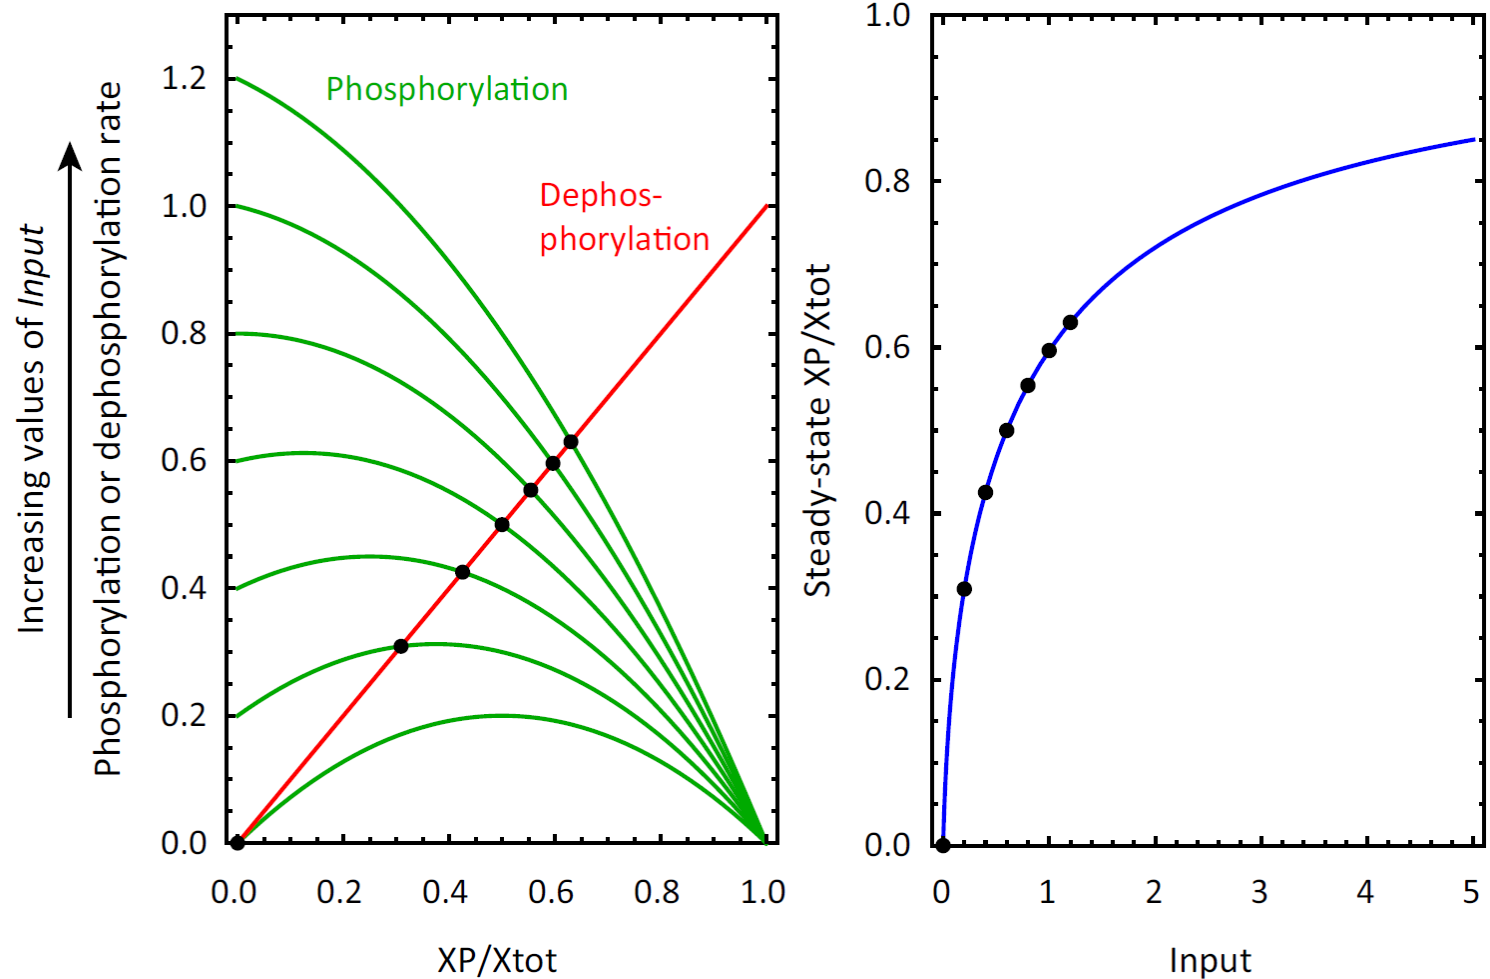 Increasing values of Input
Phosphorylation or dephosphorylation rate
1.2
1.0
0.8
0.6
0.4
0.2
0.0
Phosphorylation
Dephos-
phorylation
0.0 0.2 0.4 0.6 0.8 1.0
XP/Xtot
Steady-state XP/Xtot
1.0
0.8
0.6
0.4
0.2
0.0
0 1 2 3 4 5
Input